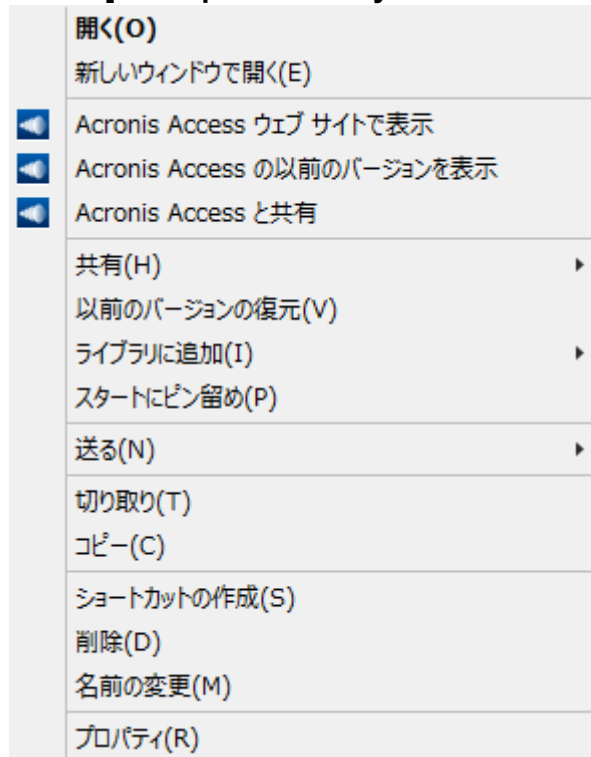 開く(O)
新しいウィンドウで開く(E)
Acronis Access ウェブ サイトで表示
Acronis Access の以前のバージョンを表示
Acronis Access と共有
共有(H)
以前のバージョンの復元(V)
ライブラリに追加(I)
スタートにピン留め(P)
送る(N)
切り取り(T)
コピー(C)
ショートカットの作成(S)
削除(D)
名前の変更(M)
プロパティ(R)